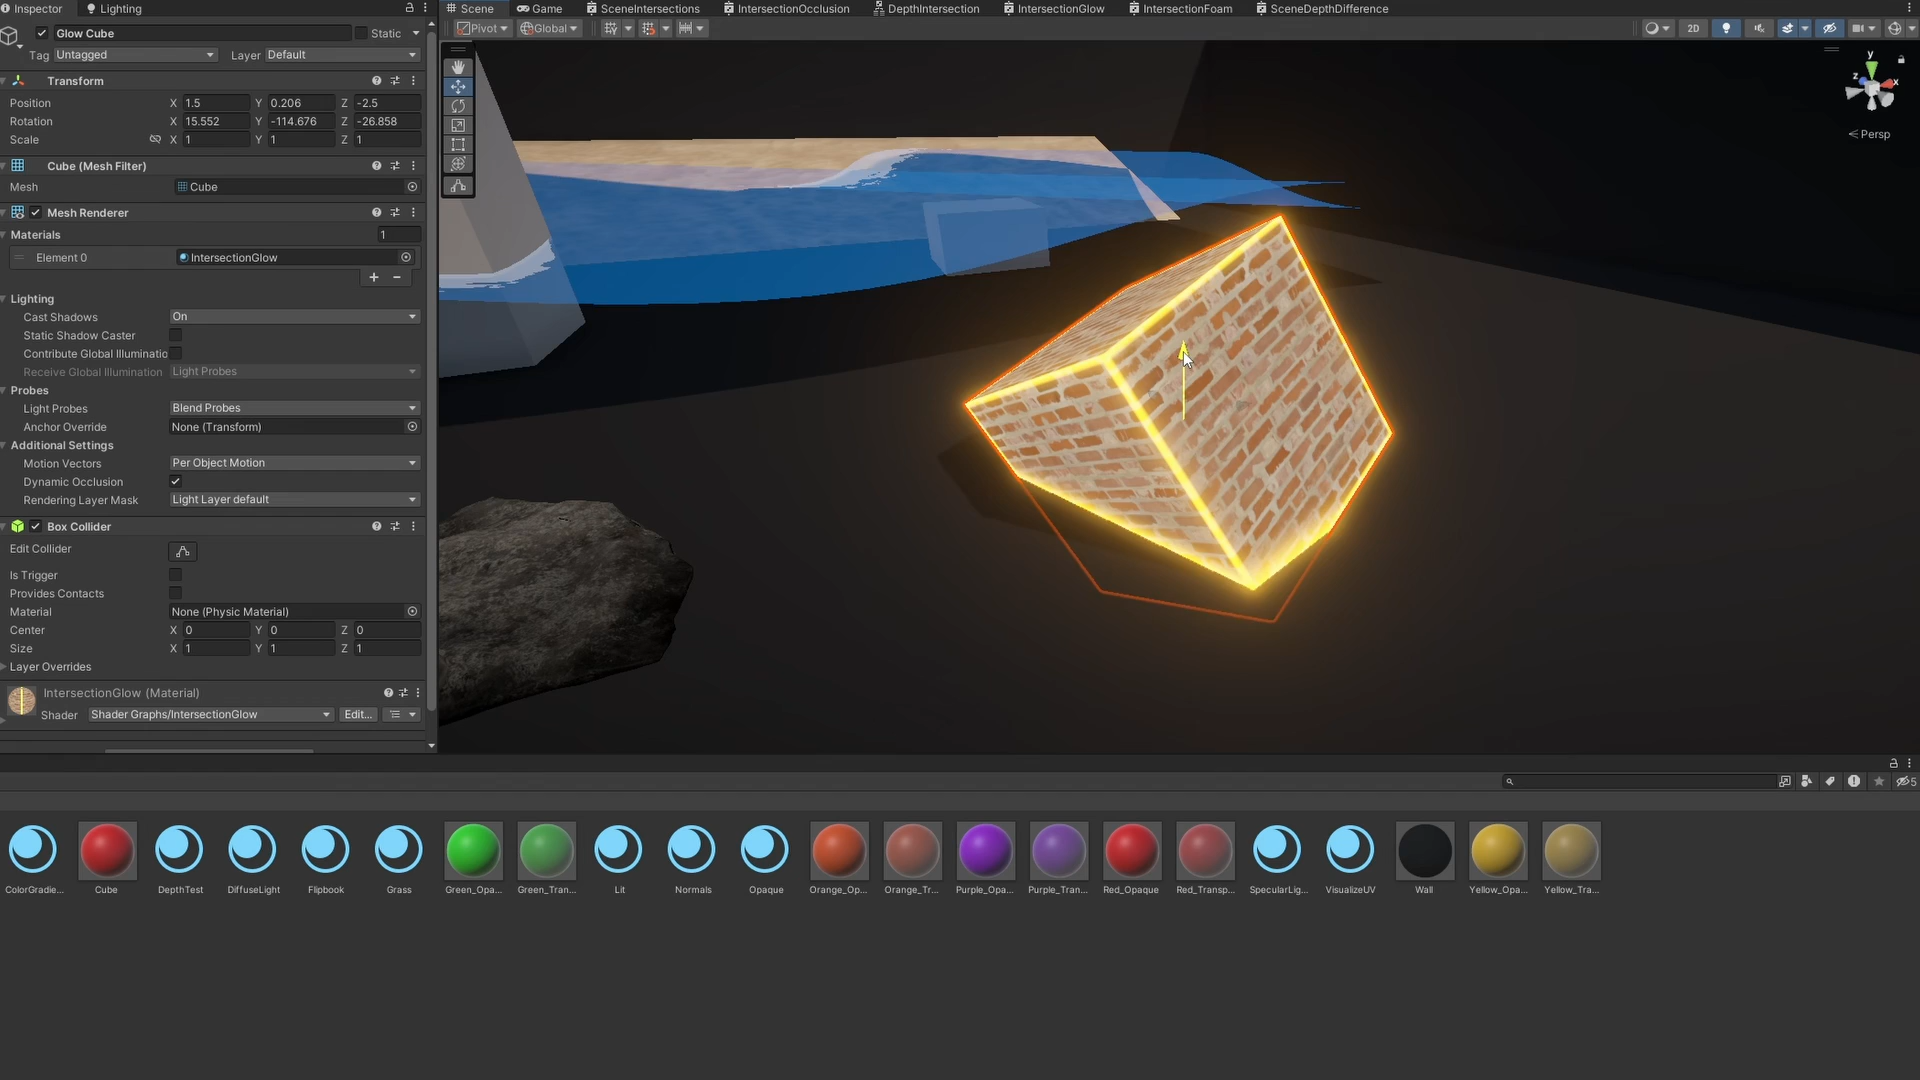 Inspector Lighting
Scene Game SceneIntersections IntersectionOcclusion DepthIntersection IntersectionGlow IntersectionFoam SceneDepthDifference
Glow Cube Static
Pivot Global 2D
Tag Untagged Layer Default
Transform
Position X 1.5 Y 0.206 Z -2.5
Rotation X 15.552 Y -114.676 Z -26.858
Scale X 1 Y 1 Z 1
y
z
x
Persp
Cube (Mesh Filter)
Mesh Cube
Mesh Renderer
Materials 1
Element 0 IntersectionGlow
Lighting
Cast Shadows On
Static Shadow Caster
Contribute Global Illuminatio
Receive Global Illumination Light Probes
Probes
Light Probes Blend Probes
Anchor Override None (Transform)
Additional Settings
Motion Vectors Per Object Motion
Dynamic Occlusion
Rendering Layer Mask Light Layer default
Box Collider
Edit Collider
Is Trigger
Provides Contacts
Material None (Physic Material)
Center X 0 Y 0 Z 0
Size X 1 Y 1 Z 1
Layer Overrides
IntersectionGlow (Material)
Shader Shader Graphs/IntersectionGlow Edit...
5
ColorGradie... Cube DepthTest DiffuseLight Flipbook Grass Green_Opa... Green_Tran... Lit Normals Opaque Orange_Op... Orange_Tr... Purple_Opa... Purple_Tran... Red_Opaque Red_Transp... SpecularLig... VisualizeUV Wall Yellow_Opa... Yellow_Tra...